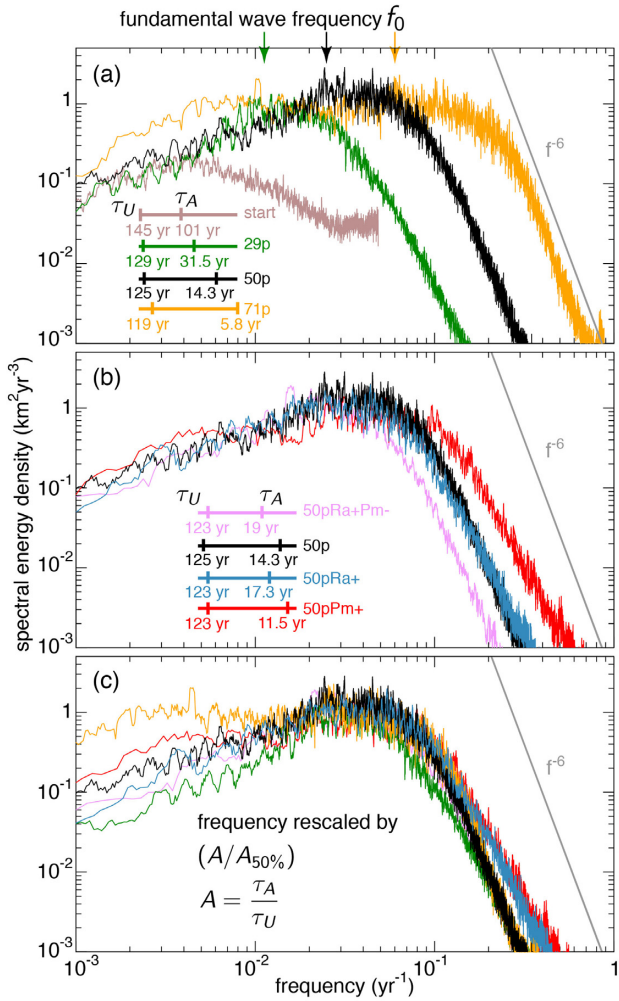 fundamental wave frequency f0
(a)
1
10-1
10-2
10-3
f-6
τU τA
start
145 yr 101 yr
29p
129 yr 31.5 yr
50p
125 yr 14.3 yr
71p
119 yr 5.8 yr
(b)
1
10-1
10-2
10-3
f-6
spectral energy density (km2yr-3)
τU τA
50pRa+Pm-
123 yr 19 yr
50p
125 yr 14.3 yr
50pRa+
123 yr 17.3 yr
50pPm+
123 yr 11.5 yr
(c)
1
10-1
10-2
10-3
f-6
frequency rescaled by
(A/A50%)
A = τA/τU
10-3 10-2 10-1 1
frequency (yr-1)